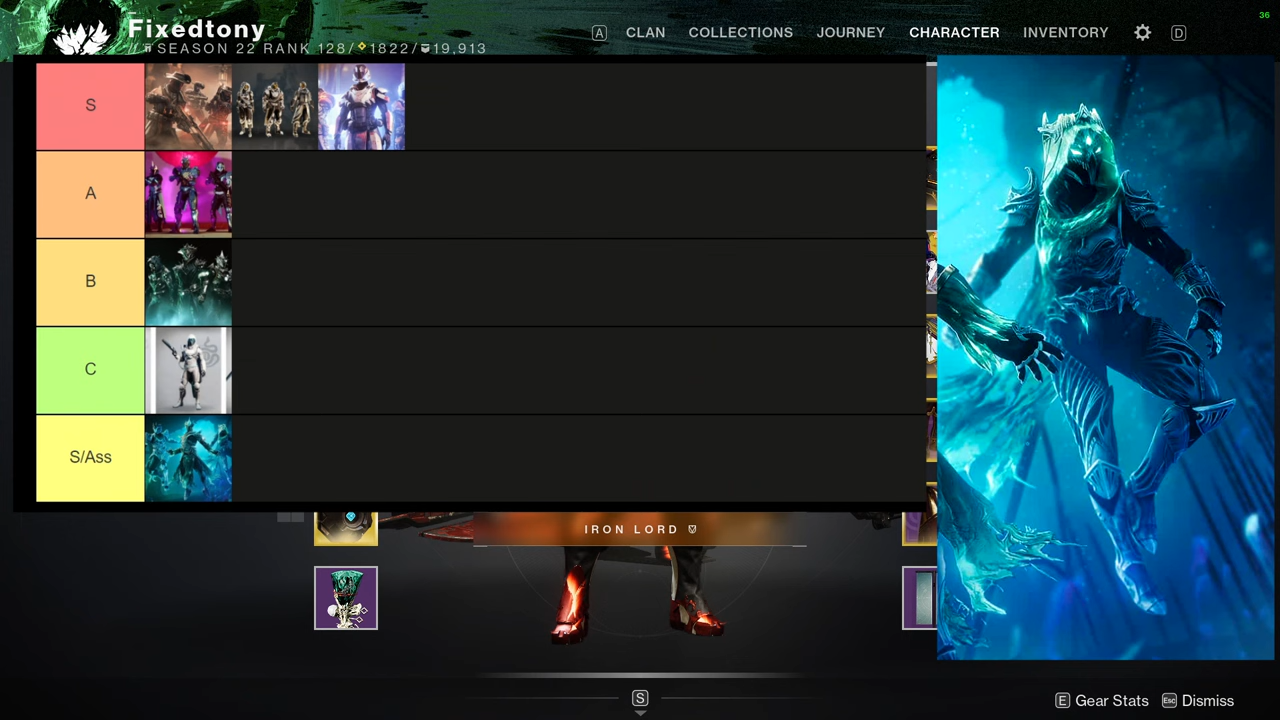 36
Fixedtony
SEASON 22 RANK 128/ 1822/ 19,913
A CLAN COLLECTIONS JOURNEY CHARACTER INVENTORY D
S
A
B
C
S/Ass
IRON LORD
S
E Gear Stats Esc Dismiss